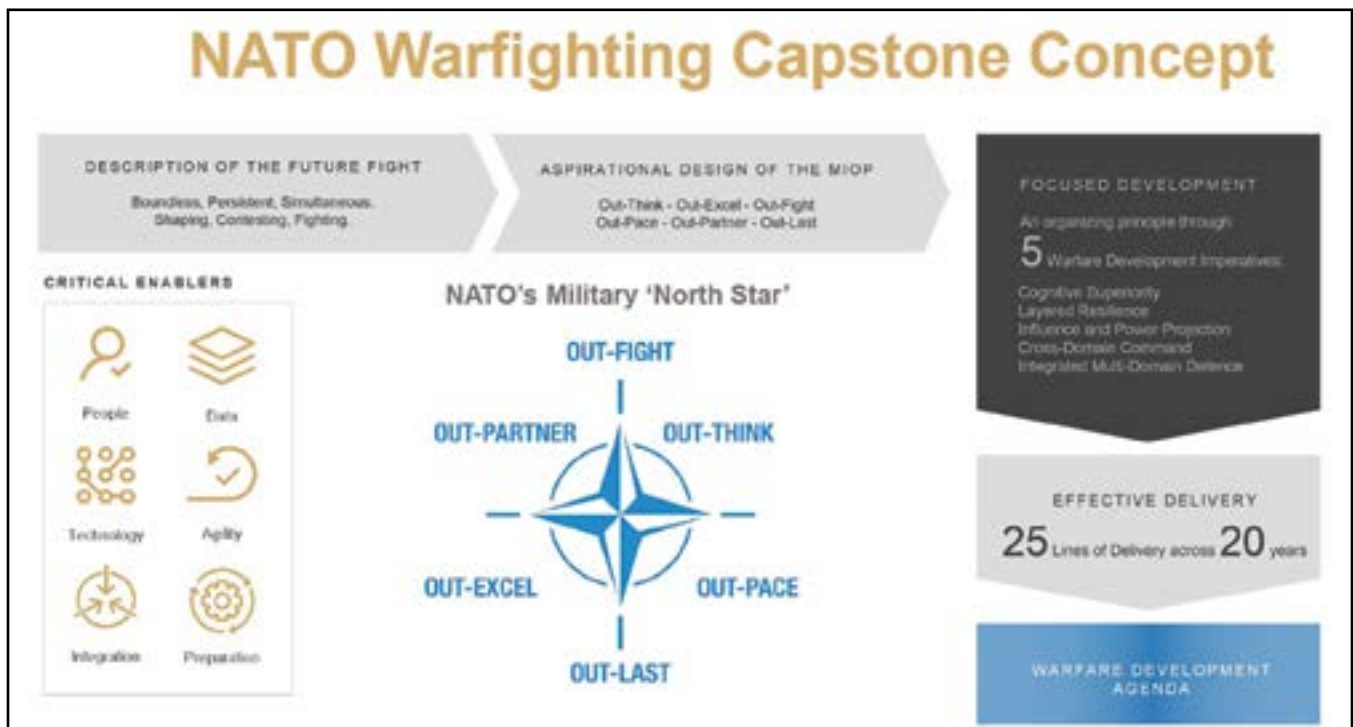 NATO Warfighting Capstone Concept
DESCRIPTION OF THE FUTURE FIGHT
Boundless, Persistent, Simultaneous.
Shaping, Contesting, Fighting.
ASPIRATIONAL DESIGN OF THE MIOP
Out-Think - Out-Excel - Out-Fight
Out-Pace - Out-Partner - Out-Last
FOCUSED DEVELOPMENT
An organizing principle through
5 Warfare Development Imperatives:
Cognitive Superiority
Layered Resilience
Influence and Power Projection
Cross-Domain Command
Integrated Multi-Domain Defence
CRITICAL ENABLERS
People
Data
Technology
Agility
Integration
Preparation
NATO's Military 'North Star'
OUT-FIGHT
OUT-PARTNER
OUT-THINK
OUT-EXCEL
OUT-PACE
OUT-LAST
EFFECTIVE DELIVERY
25 Lines of Delivery across 20 years
WARFARE DEVELOPMENT
AGENDA